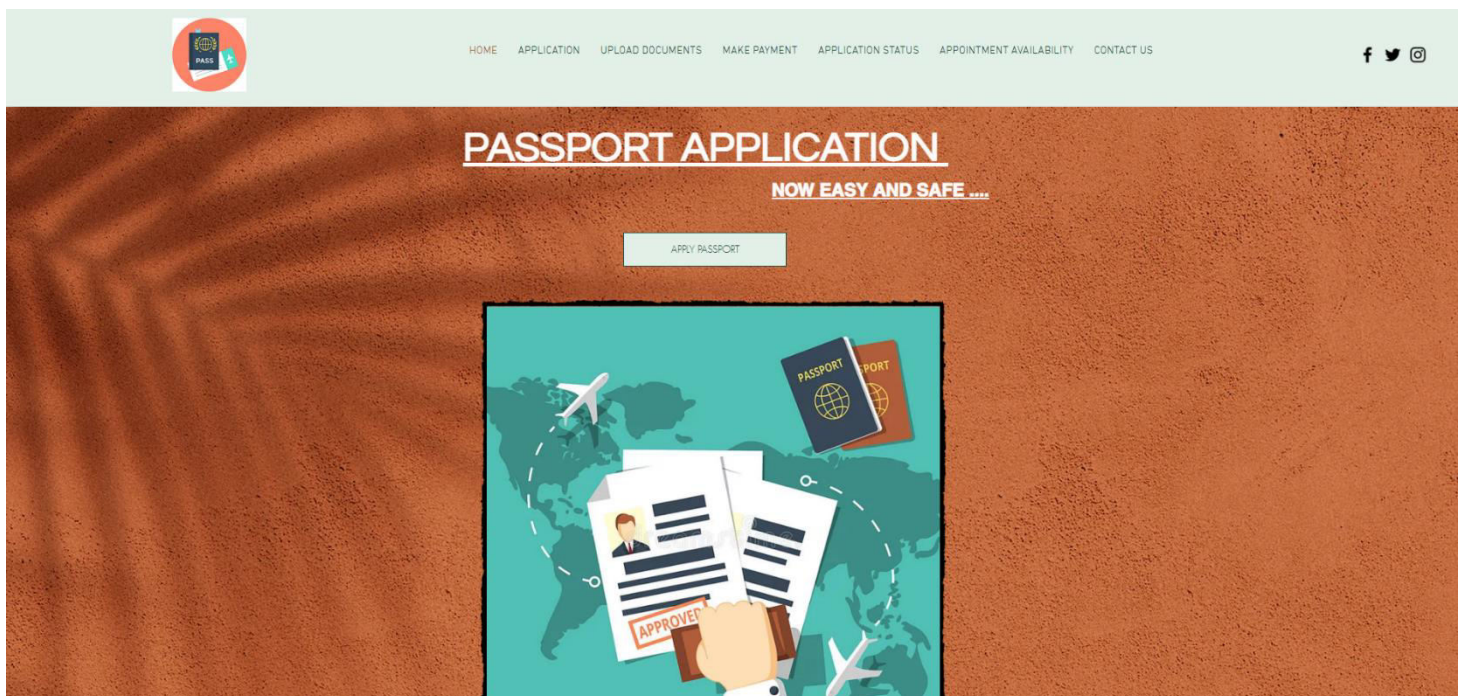 PASS
HOME APPLICATION UPLOAD DOCUMENTS MAKE PAYMENT APPLICATION STATUS APPOINTMENT AVAILABILITY CONTACT US
PASSPORT APPLICATION
NOW EASY AND SAFE ....
APPLY PASSPORT
PASSPORT
PORT
APPROVED